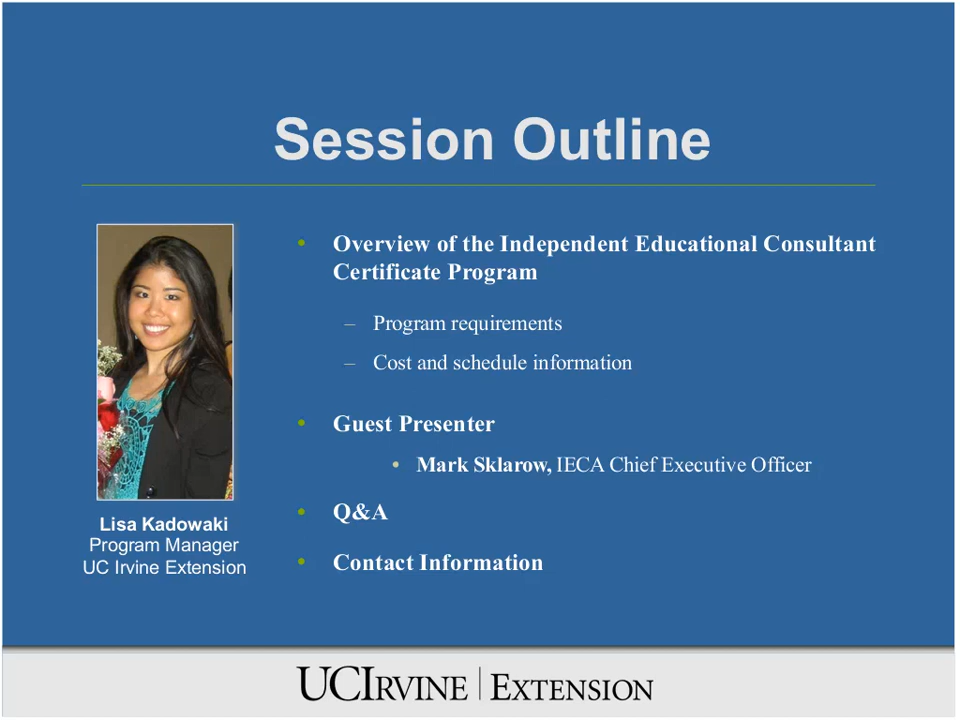 Session Outline
• Overview of the Independent Educational Consultant
Certificate Program
– Program requirements
– Cost and schedule information
• Guest Presenter
• Mark Sklarow, IECA Chief Executive Officer
• Q&A
• Contact Information
Lisa Kadowaki
Program Manager
UC Irvine Extension
UCIRVINE | EXTENSION